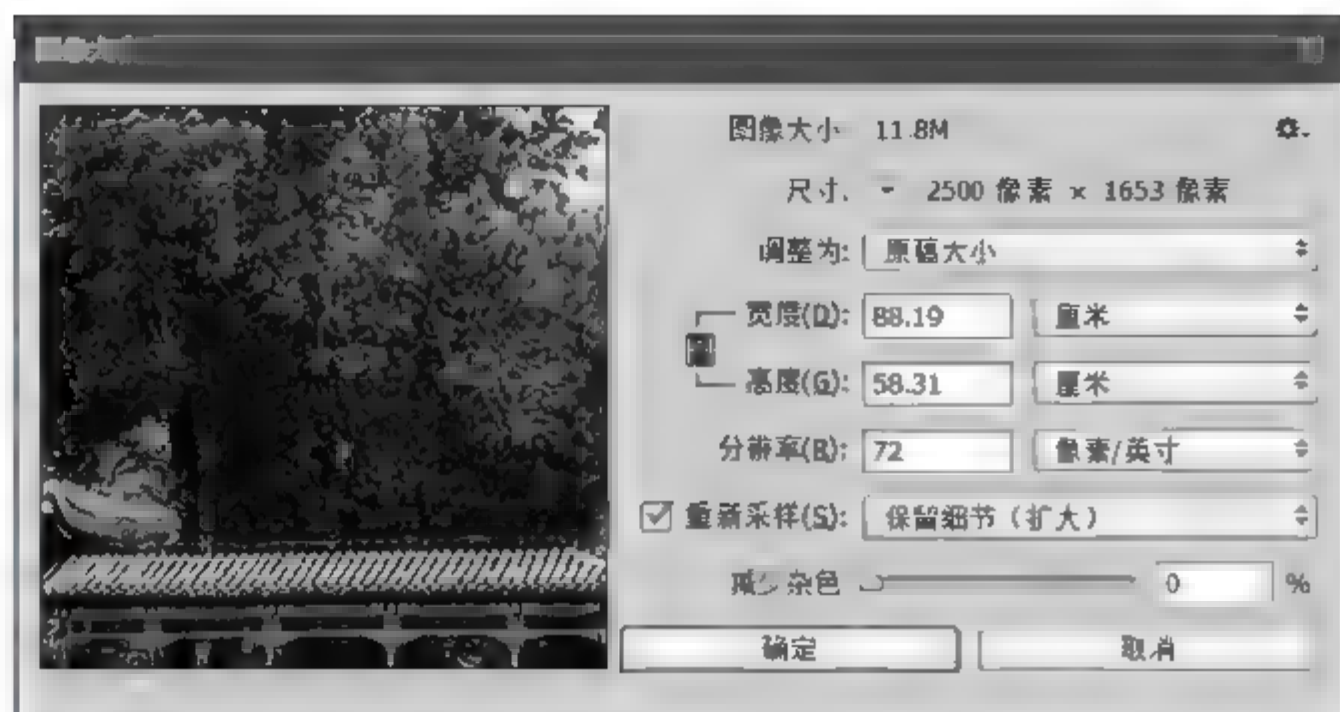 图像大小 11.8M
尺寸: 2500 像素 × 1653 像素
调整为: 原稿大小
宽度(D): 88.19 厘米
高度(G): 58.31 厘米
分辨率(R): 72 像素/英寸
重新采样(S): 保留细节（扩大）
减少杂色 0 %
确定 取消